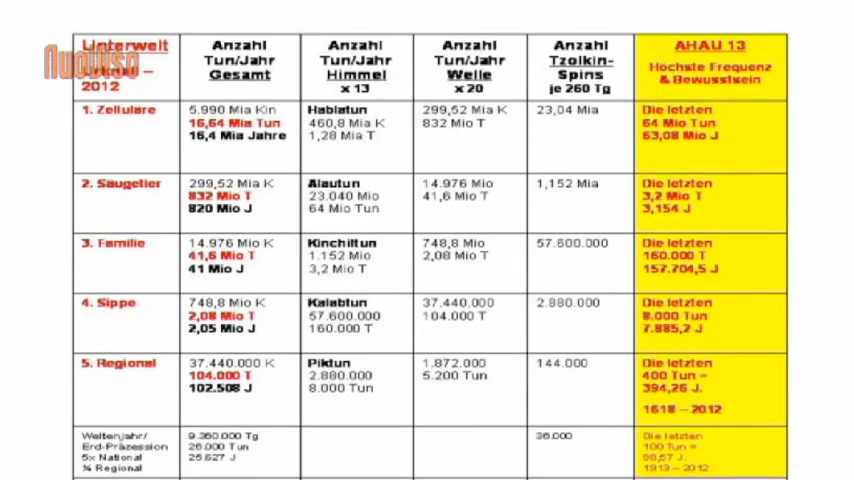 NuoViso
Unterwelt
2012
Anzahl
Tun/Jahr
Gesamt
Anzahl
Tun/Jahr
Himmel
x 13
Anzahl
Tun/Jahr
Welle
x 20
Anzahl
Tzolkin-
Spins
je 260 Tg
AHAU 13
Höchste Frequenz
& Bewusstsein
1. Zelluläre
5.990 Mia Kin
16,64 Mia Tun
16,4 Mia Jahre
Hablatun
460,8 Mia K
1,28 Mia T
299,52 Mia K
832 Mio T
23,04 Mia
Die letzten
64 Mio Tun
63,08 Mio J
2. Säugetier
299,52 Mia K
832 Mio T
820 Mio J
Alautun
23.040 Mio
64 Mio Tun
14.976 Mio
41,6 Mio T
1,152 Mia
Die letzten
3,2 Mio T
3,154 J
3. Familie
14.976 Mio K
41,6 Mio T
41 Mio J
Kinchiltun
1.152 Mio
3,2 Mio T
748,8 Mio
2,08 Mio T
57.600.000
Die letzten
160.000 T
157.704,5 J
4. Sippe
748,8 Mio K
2,08 Mio T
2,05 Mio J
Kalabtun
57.600.000
160.000 T
37.440.000
104.000 T
2.880.000
Die letzten
8.000 Tun
7.885,2 J
5. Regional
37.440.000 K
104.000 T
102.508 J
Piktun
2.880.000
8.000 Tun
1.872.000
5.200 Tun
144.000
Die letzten
400 Tun =
394,26 J.
1618 – 2012
Weltenjahr/
Erd-Präzession
5x National
¼ Regional
9.360.000 Tg
26.000 Tun
25.627 J
36.000
Die letzten
100 Tun =
98,57 J.
1913 – 2012